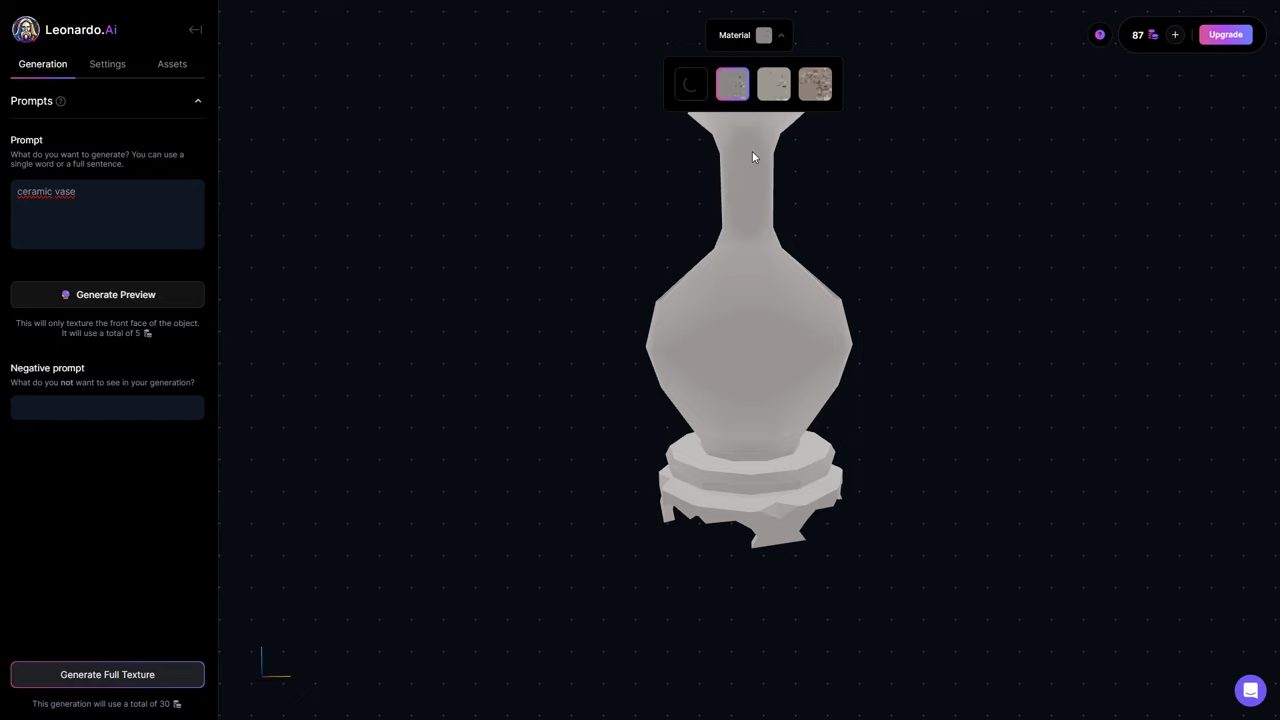 Leonardo.Ai
Generation
Settings
Assets
Prompts
Prompt
What do you want to generate? You can use a
single word or a full sentence.
ceramic vase
Generate Preview
This will only texture the front face of the object.
It will use a total of 5
Negative prompt
What do you not want to see in your generation?
Generate Full Texture
This generation will use a total of 30
Material
87
Upgrade